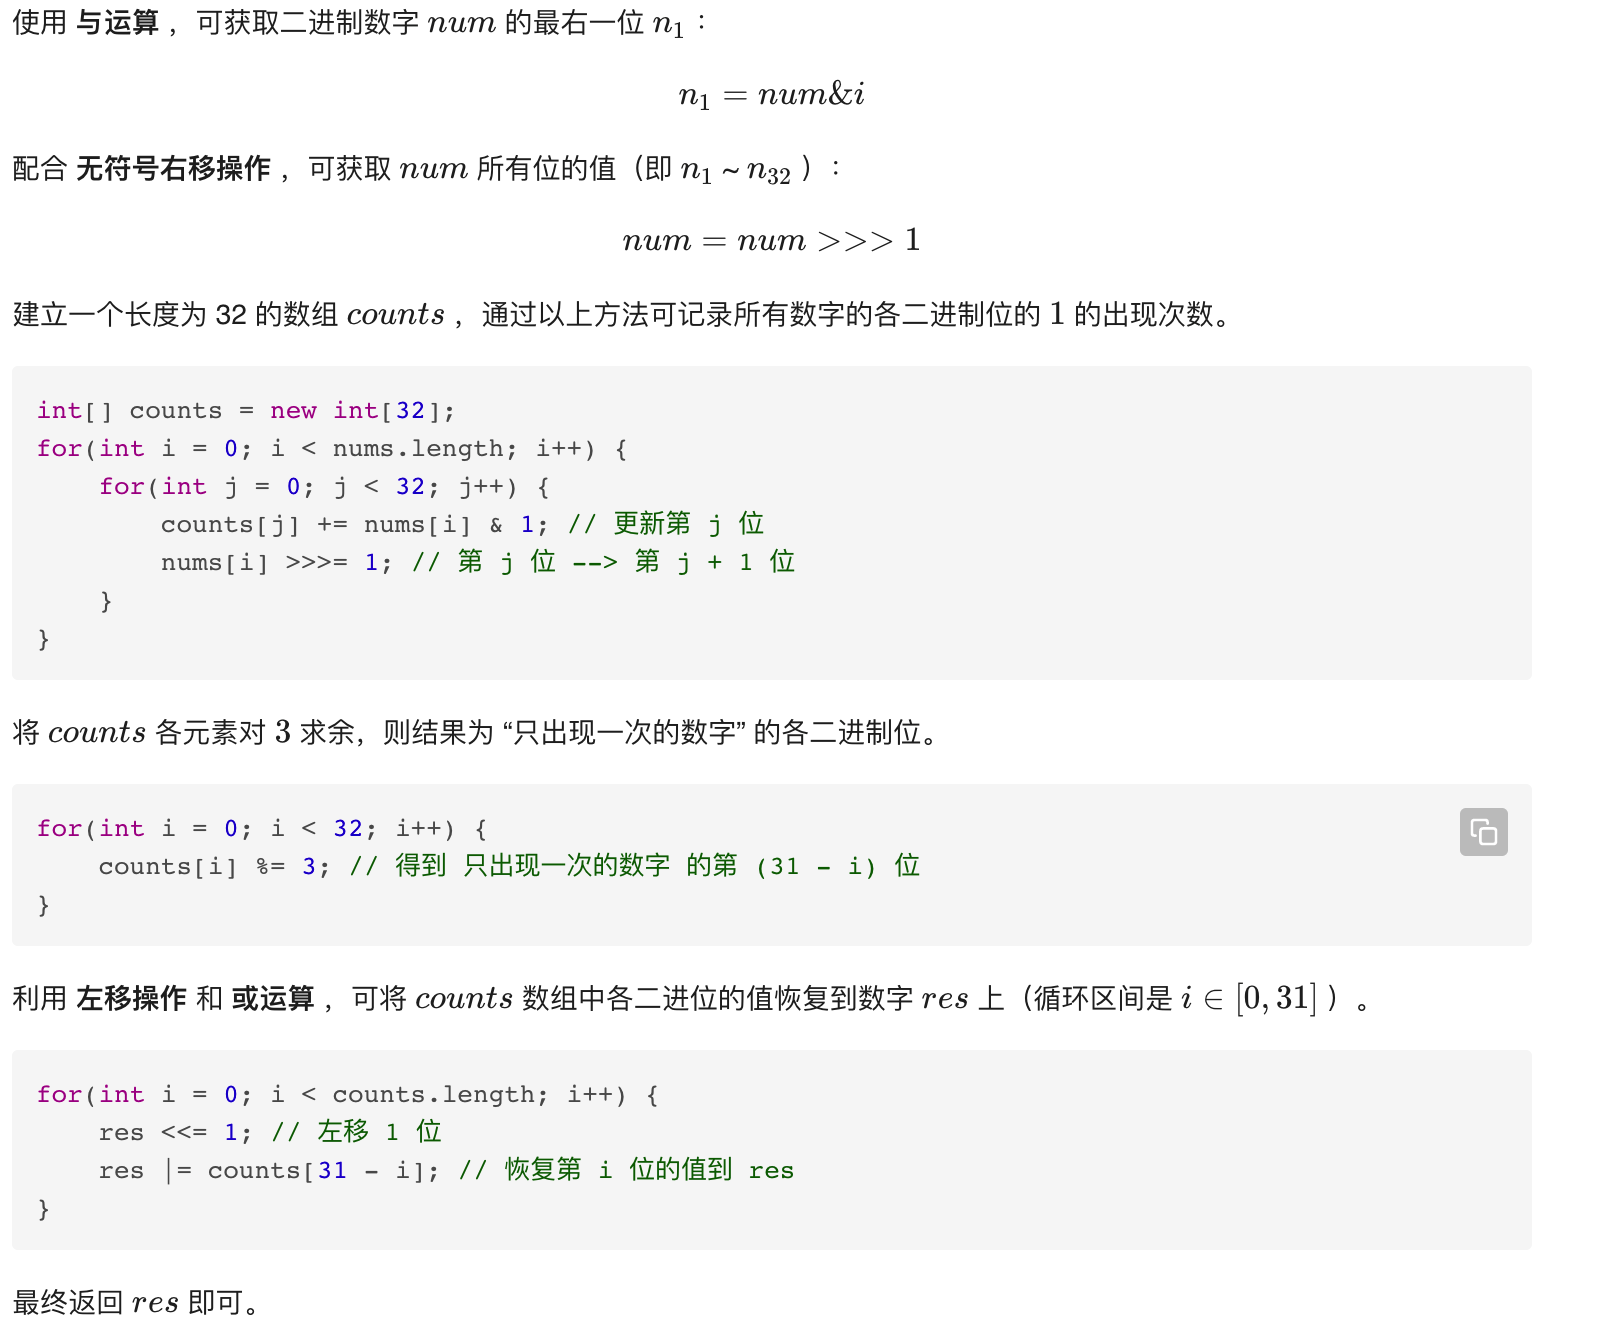 使用 与运算 ，可获取二进制数字 num 的最右一位 n₁ ：
n₁ = num&i
配合 无符号右移操作 ，可获取 num 所有位的值（即 n₁ ~ n₃₂ ）：
num = num >>> 1
建立一个长度为 32 的数组 counts ，通过以上方法可记录所有数字的各二进制位的 1 的出现次数。
int[] counts = new int[32];
for(int i = 0; i < nums.length; i++) {
    for(int j = 0; j < 32; j++) {
        counts[j] += nums[i] & 1; // 更新第 j 位
        nums[i] >>>= 1; // 第 j 位 --> 第 j + 1 位
    }
}
将 counts 各元素对 3 求余，则结果为 “只出现一次的数字” 的各二进制位。
for(int i = 0; i < 32; i++) {
    counts[i] %= 3; // 得到 只出现一次的数字 的第 (31 - i) 位
}
利用 左移操作 和 或运算 ，可将 counts 数组中各二进位的值恢复到数字 res 上（循环区间是 i ∈ [0, 31] ）。
for(int i = 0; i < counts.length; i++) {
    res <<= 1; // 左移 1 位
    res |= counts[31 - i]; // 恢复第 i 位的值到 res
}
最终返回 res 即可。